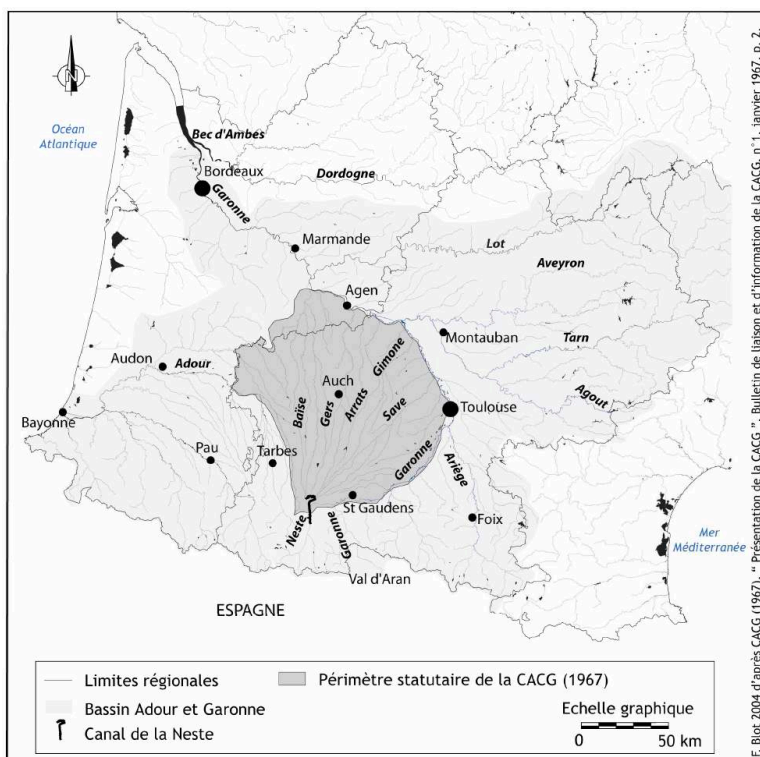 N
Océan
Atlantique
Bec d'Ambes
Bordeaux
Garonne
Dordogne
Marmande
Lot
Aveyron
Agen
Montauban
Tarn
Audon
Adour
Gimone
Auch
Baïse
Gers
Arrats
Save
Agout
Toulouse
Bayonne
Pau
Tarbes
Garonne
Ariège
St Gaudens
Foix
Neste
Garonne
Val d'Aran
Mer
Méditerranée
ESPAGNE
Limites régionales
Périmètre statutaire de la CACG (1967)
Bassin Adour et Garonne
Canal de la Neste
Echelle graphique
0 50 km
F. Blot 2004 d'après CACG (1967), " Présentation de la CACG ", Bulletin de liaison et d'information de la CACG, n°1, janvier 1967, p. 2.